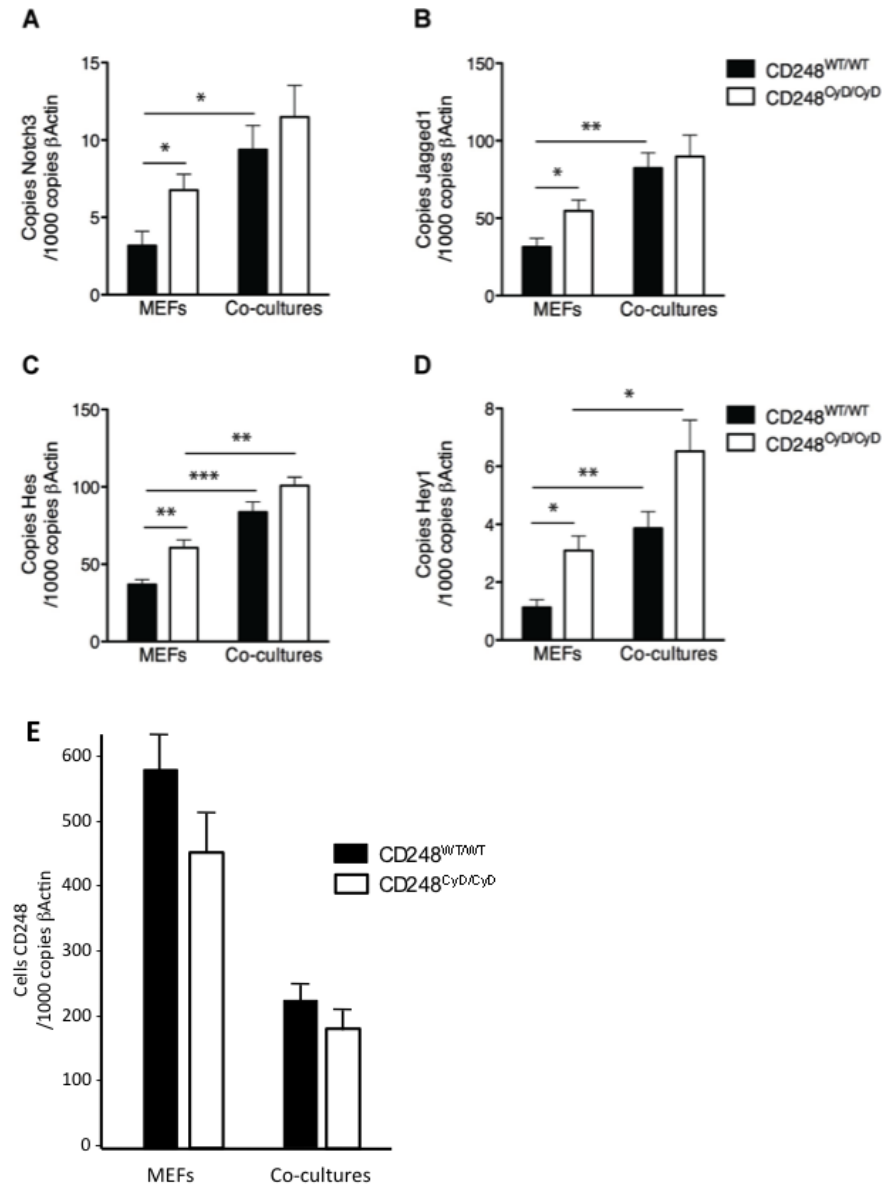 A
Copies Notch3
/1000 copies βActin
15
10
5
0
*
*
MEFs Co-cultures
B
Copies Jagged1
/1000 copies βActin
150
100
50
0
**
*
MEFs Co-cultures
CD248WT/WT
CD248CyD/CyD
C
Copies Hes
/1000 copies βActin
150
100
50
0
**
***
**
MEFs Co-cultures
D
Copies Hey1
/1000 copies βActin
8
6
4
2
0
*
**
*
MEFs Co-cultures
CD248WT/WT
CD248CyD/CyD
E
Cells CD248
/1000 copies βActin
600
500
400
300
200
100
0
MEFs Co-cultures
CD248WT/WT
CD248CyD/CyD